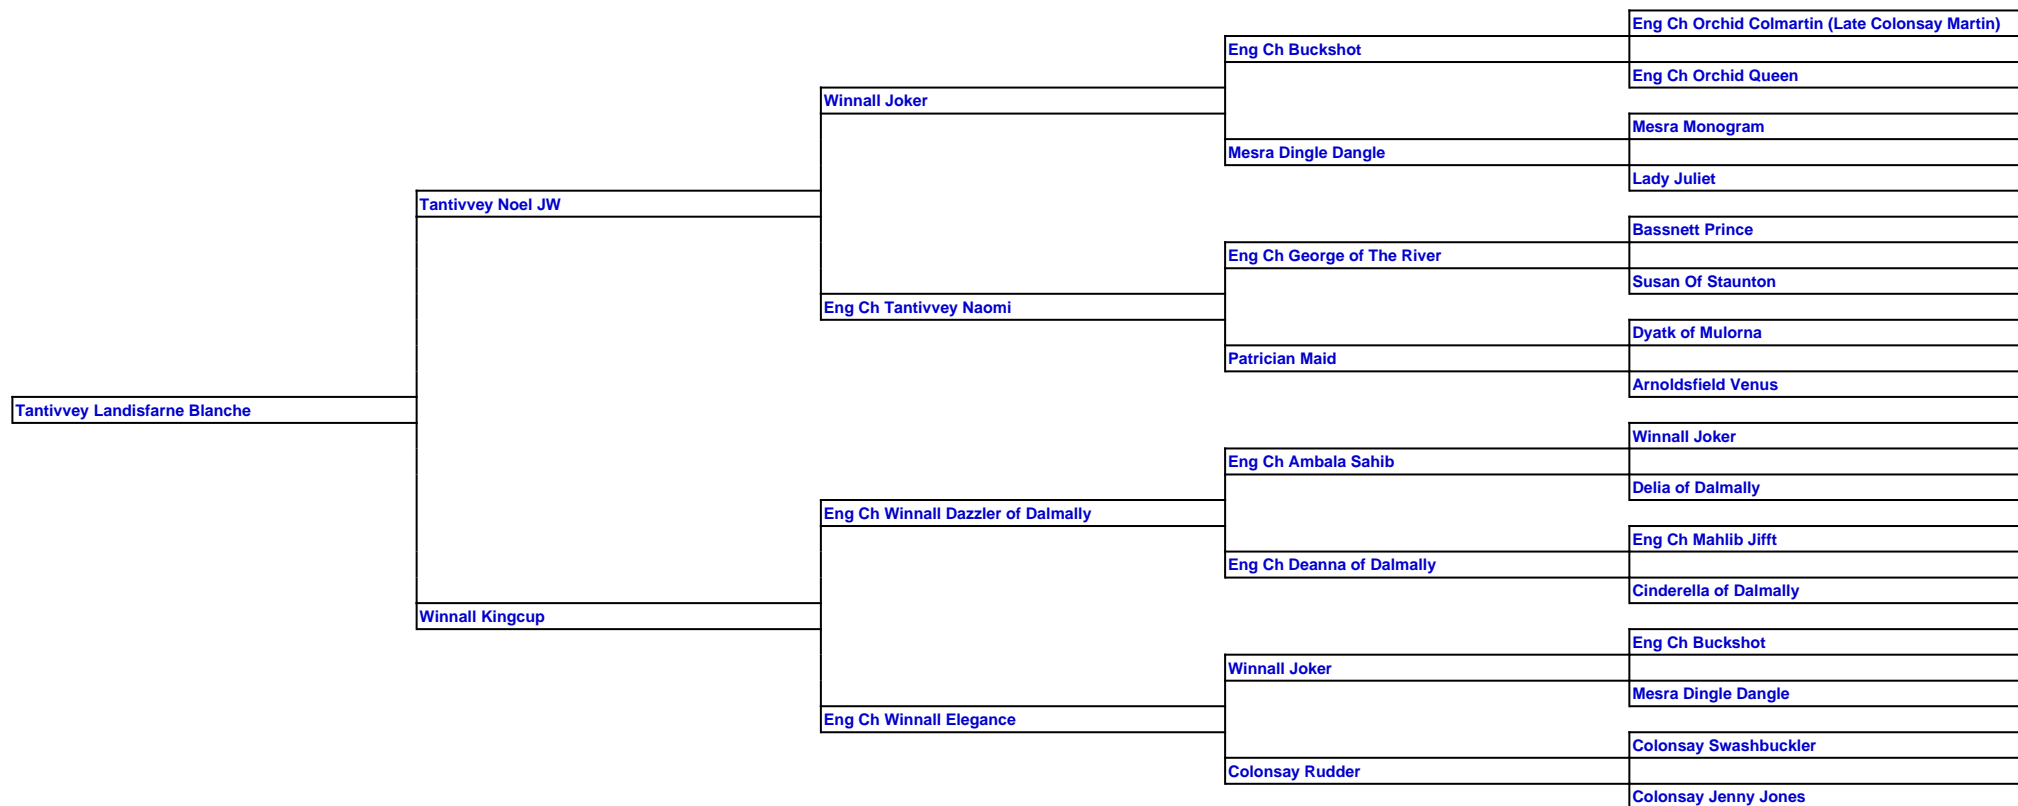 Eng Ch Orchid Colmartin (Late Colonsay Martin)
Eng Ch Buckshot
Eng Ch Orchid Queen
Winnall Joker
Mesra Monogram
Mesra Dingle Dangle
Lady Juliet
Tantivvey Noel JW
Bassnett Prince
Eng Ch George of The River
Susan Of Staunton
Eng Ch Tantivvey Naomi
Dyatk of Mulorna
Patrician Maid
Arnoldsfield Venus
Tantivvey Landisfarne Blanche
Winnall Joker
Eng Ch Ambala Sahib
Delia of Dalmally
Eng Ch Winnall Dazzler of Dalmally
Eng Ch Mahlib Jifft
Eng Ch Deanna of Dalmally
Cinderella of Dalmally
Winnall Kingcup
Eng Ch Buckshot
Winnall Joker
Mesra Dingle Dangle
Eng Ch Winnall Elegance
Colonsay Swashbuckler
Colonsay Rudder
Colonsay Jenny Jones